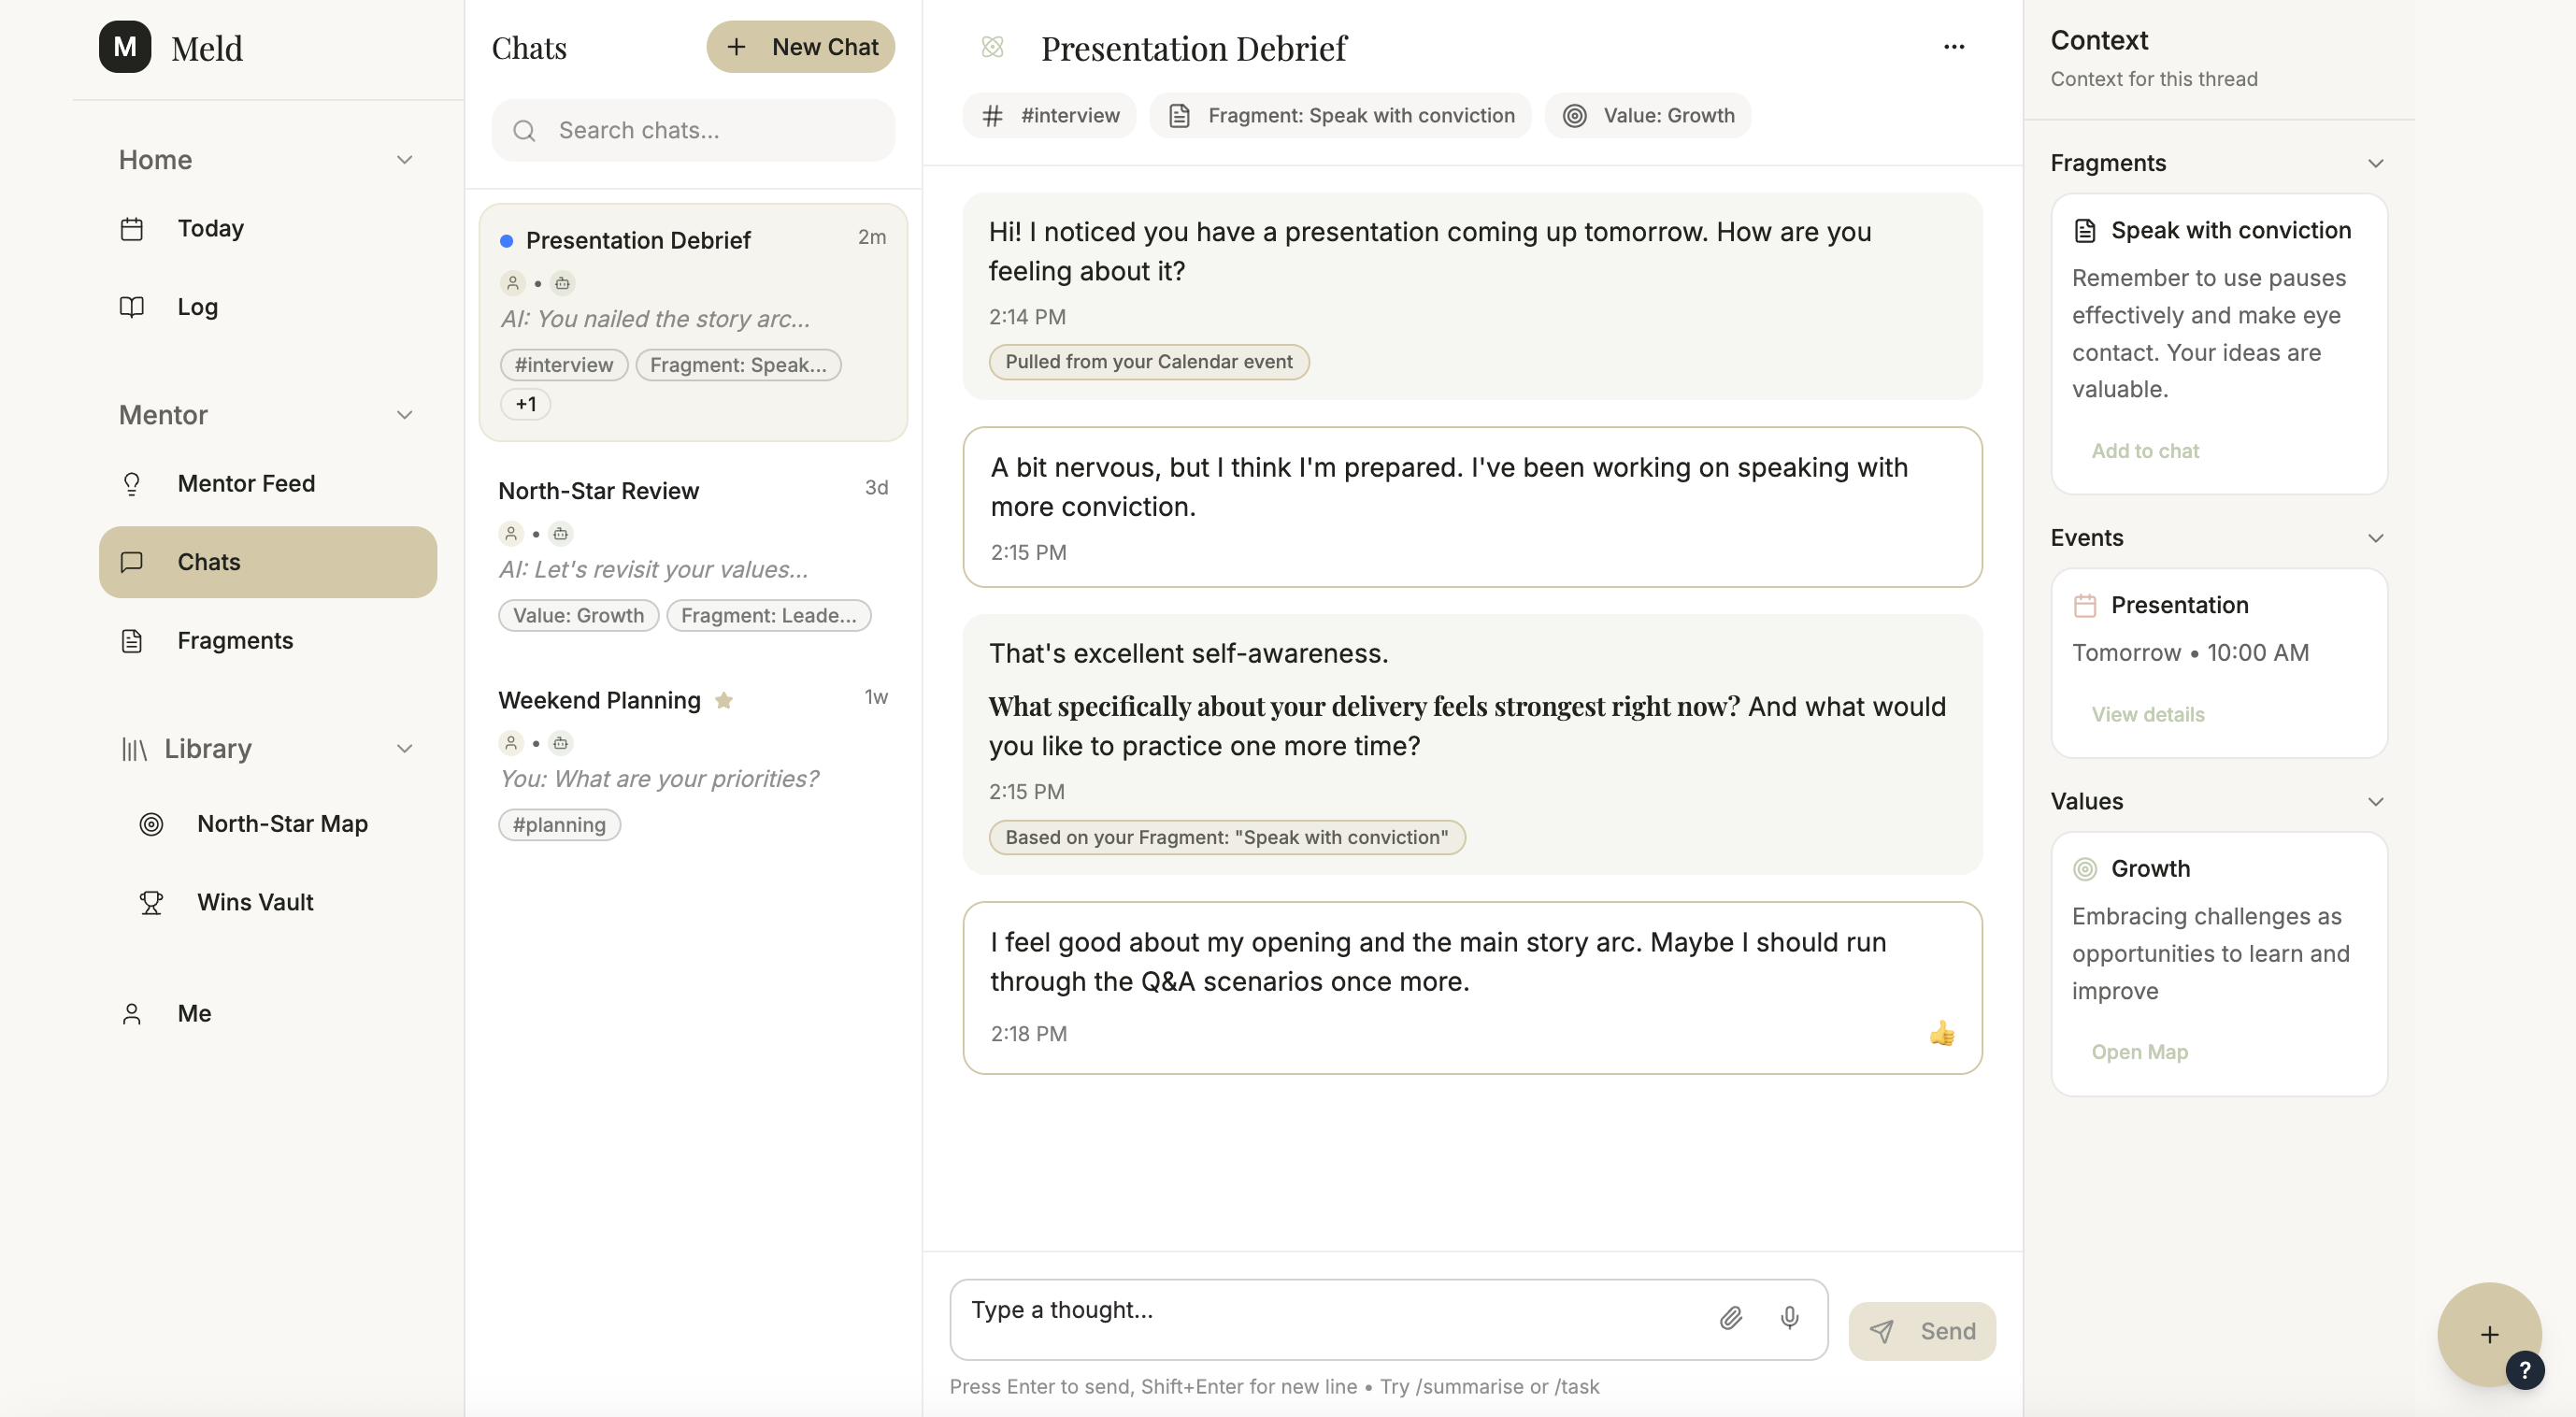 M Meld
Home
Today
Log
Mentor
Mentor Feed
Chats
Fragments
Library
North-Star Map
Wins Vault
Me
Chats
+ New Chat
Search chats...
Presentation Debrief 2m
•
AI: You nailed the story arc...
#interview Fragment: Speak...
+1
North-Star Review 3d
•
AI: Let's revisit your values...
Value: Growth Fragment: Leade...
Weekend Planning 1w
•
You: What are your priorities?
#planning
Presentation Debrief
#interview Fragment: Speak with conviction Value: Growth
Hi! I noticed you have a presentation coming up tomorrow. How are you
feeling about it?
2:14 PM
Pulled from your Calendar event
A bit nervous, but I think I'm prepared. I've been working on speaking with
more conviction.
2:15 PM
That's excellent self-awareness.
What specifically about your delivery feels strongest right now? And what would
you like to practice one more time?
2:15 PM
Based on your Fragment: "Speak with conviction"
I feel good about my opening and the main story arc. Maybe I should run
through the Q&A scenarios once more.
2:18 PM 👍
Type a thought...
Send
Press Enter to send, Shift+Enter for new line • Try /summarise or /task
Context
Context for this thread
Fragments
Speak with conviction
Remember to use pauses
effectively and make eye
contact. Your ideas are
valuable.
Add to chat
Events
Presentation
Tomorrow • 10:00 AM
View details
Values
Growth
Embracing challenges as
opportunities to learn and
improve
Open Map
+
?